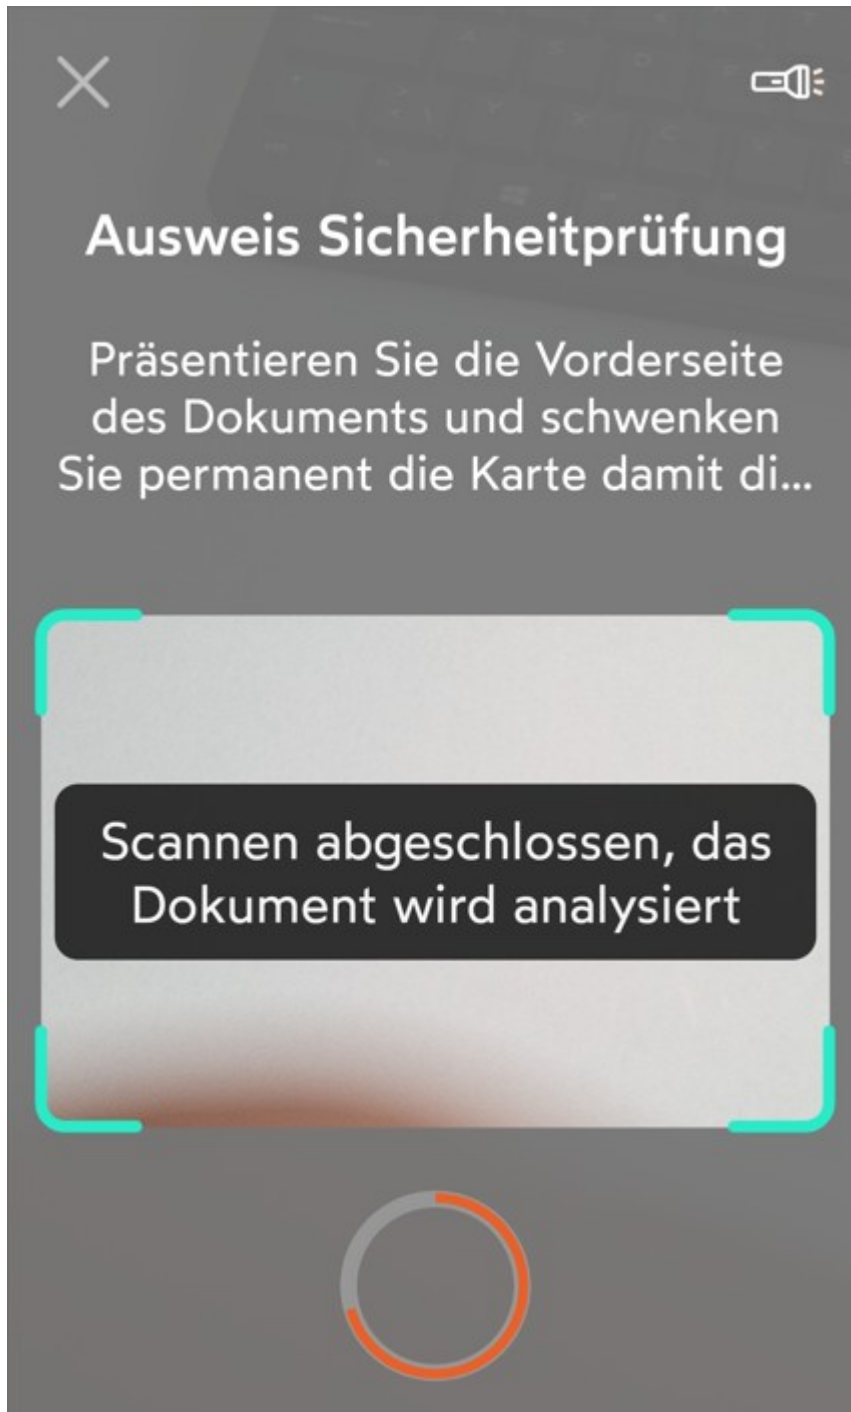 Ausweis Sicherheitprüfung
Präsentieren Sie die Vorderseite
des Dokuments und schwenken
Sie permanent die Karte damit di...
Scannen abgeschlossen, das
Dokument wird analysiert